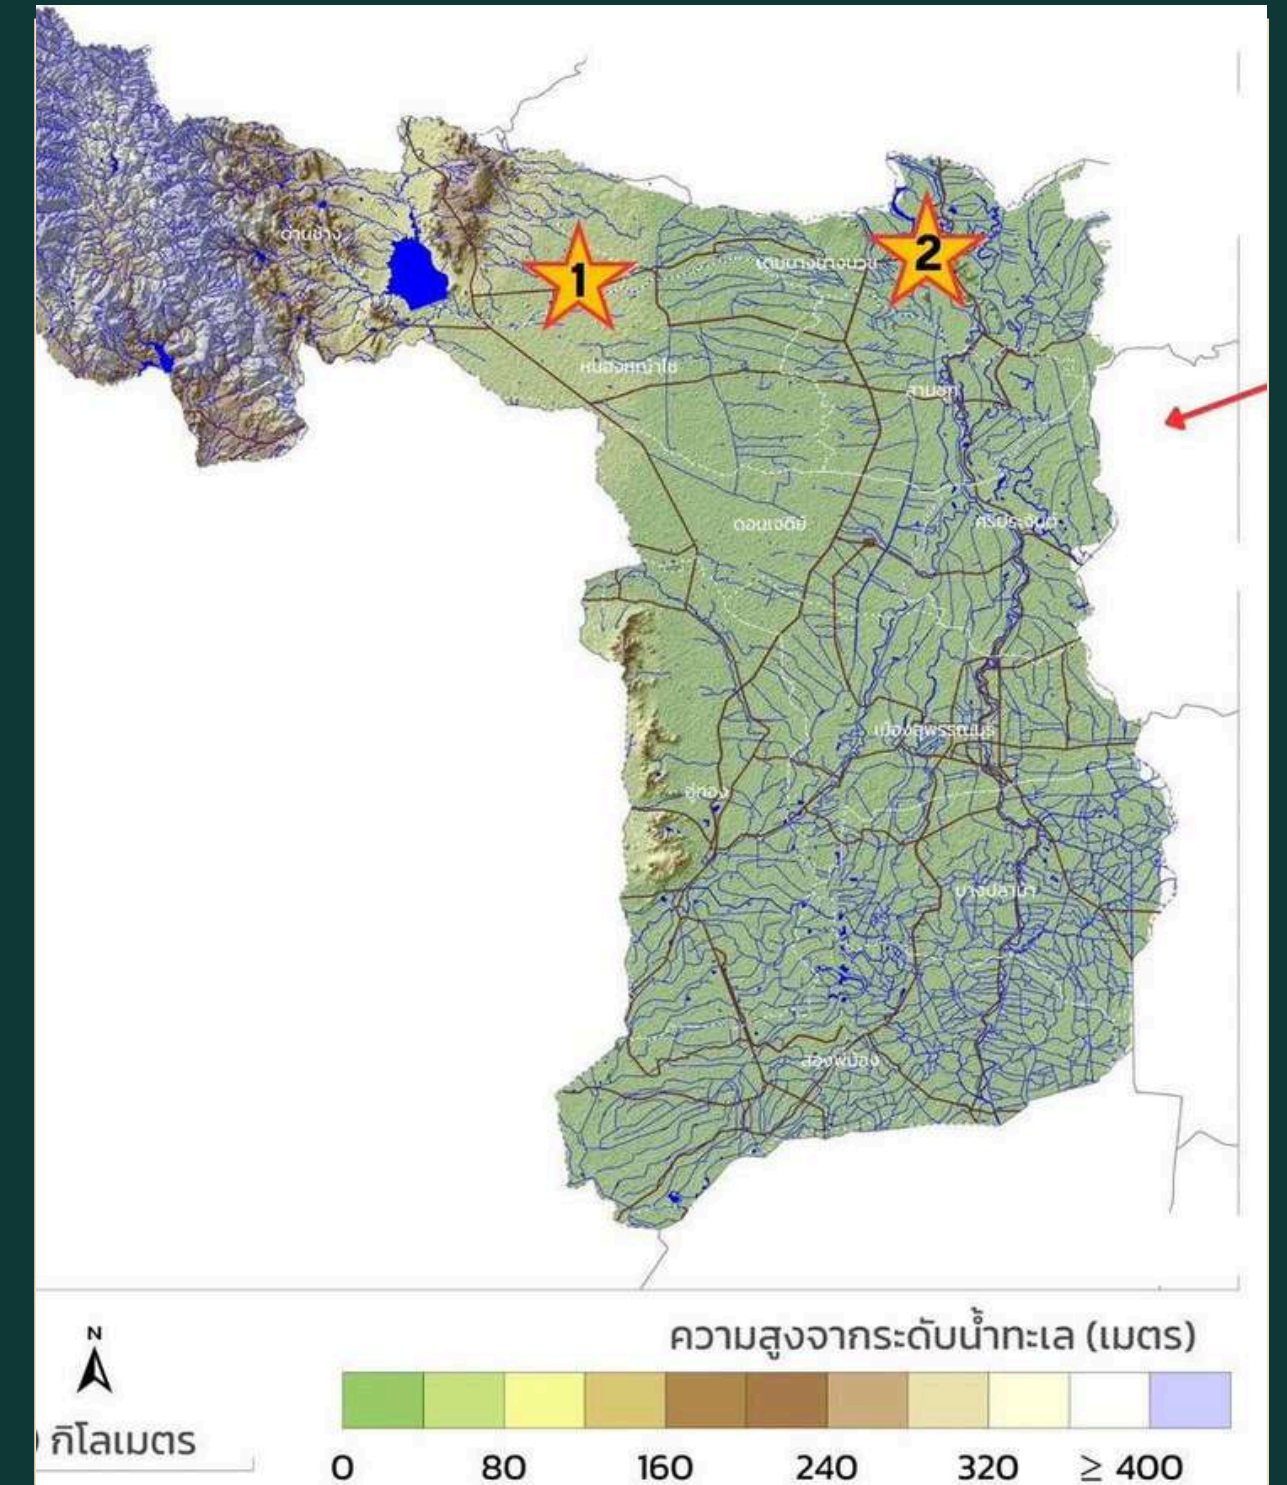 1
2
ด่านช้าง
เดิมบางนางบวช
หนองหญ้าไซ
สามชุก
ดอนเจดีย์
ศรีประจันต์
เมืองสุพรรณบุรี
อู่ทอง
บางปลาม้า
สองพี่น้อง
N
กิโลเมตร
ความสูงจากระดับน้ำทะเล (เมตร)
0 80 160 240 320 ≥ 400